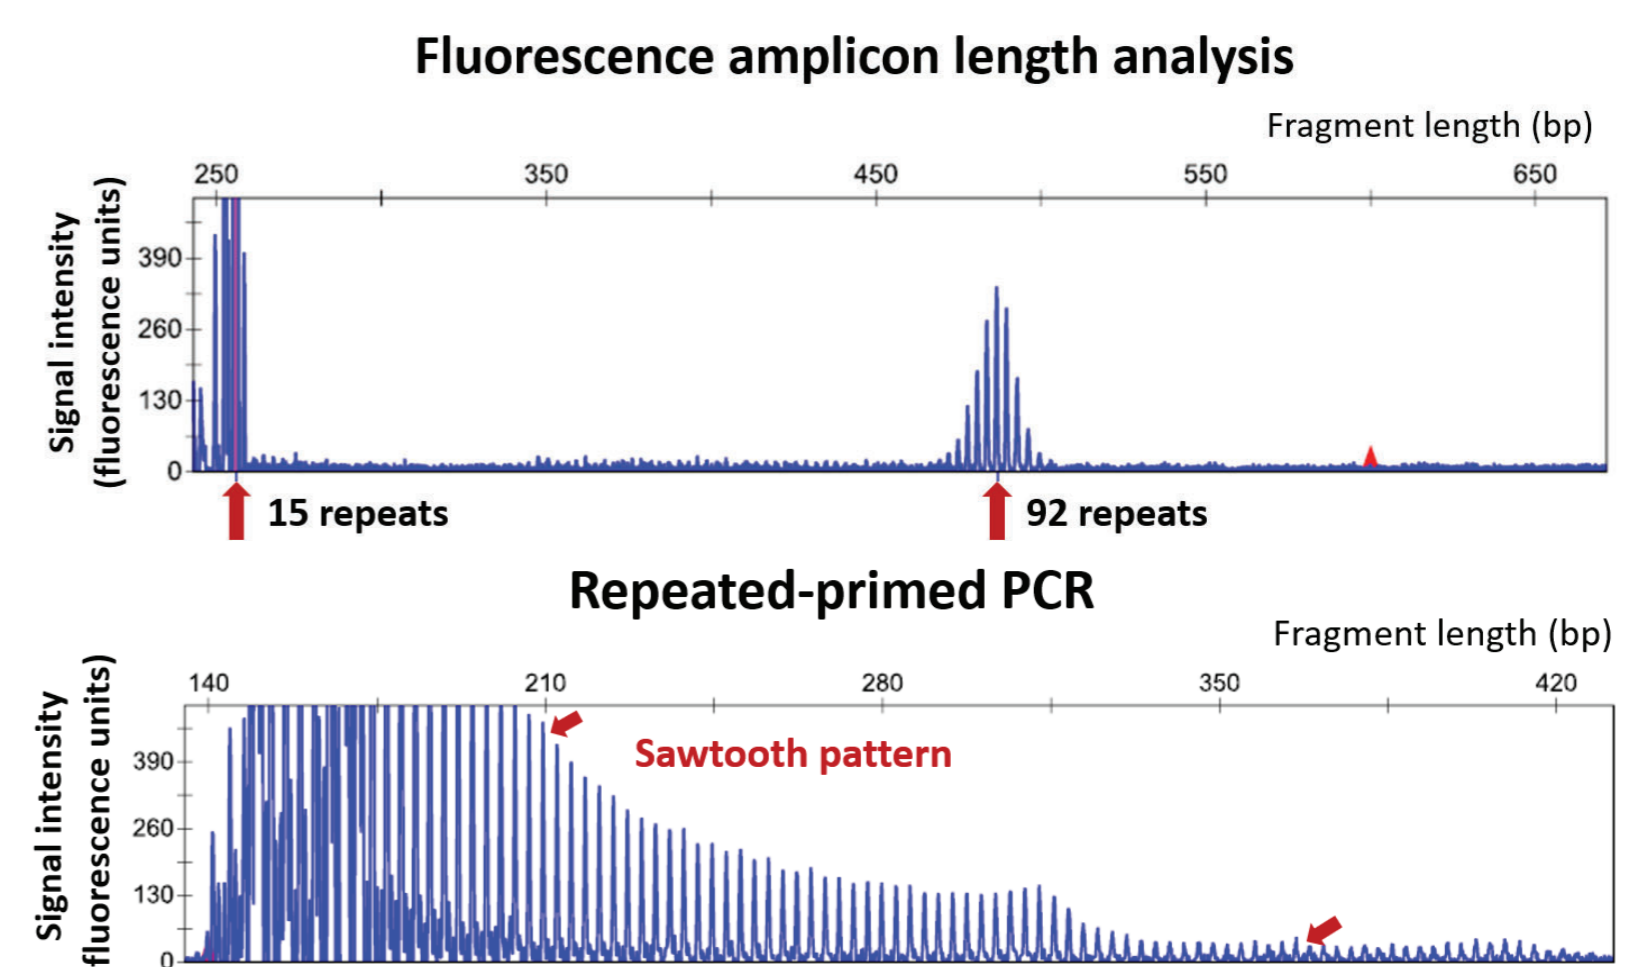 Fluorescence amplicon length analysis
Fragment length (bp)
250 350 450 550 650
Signal intensity
(fluorescence units)
390
260
130
0
15 repeats 92 repeats
Repeated-primed PCR
Fragment length (bp)
140 210 280 350 420
Signal intensity
fluorescence units)
Sawtooth pattern
390
260
130
0